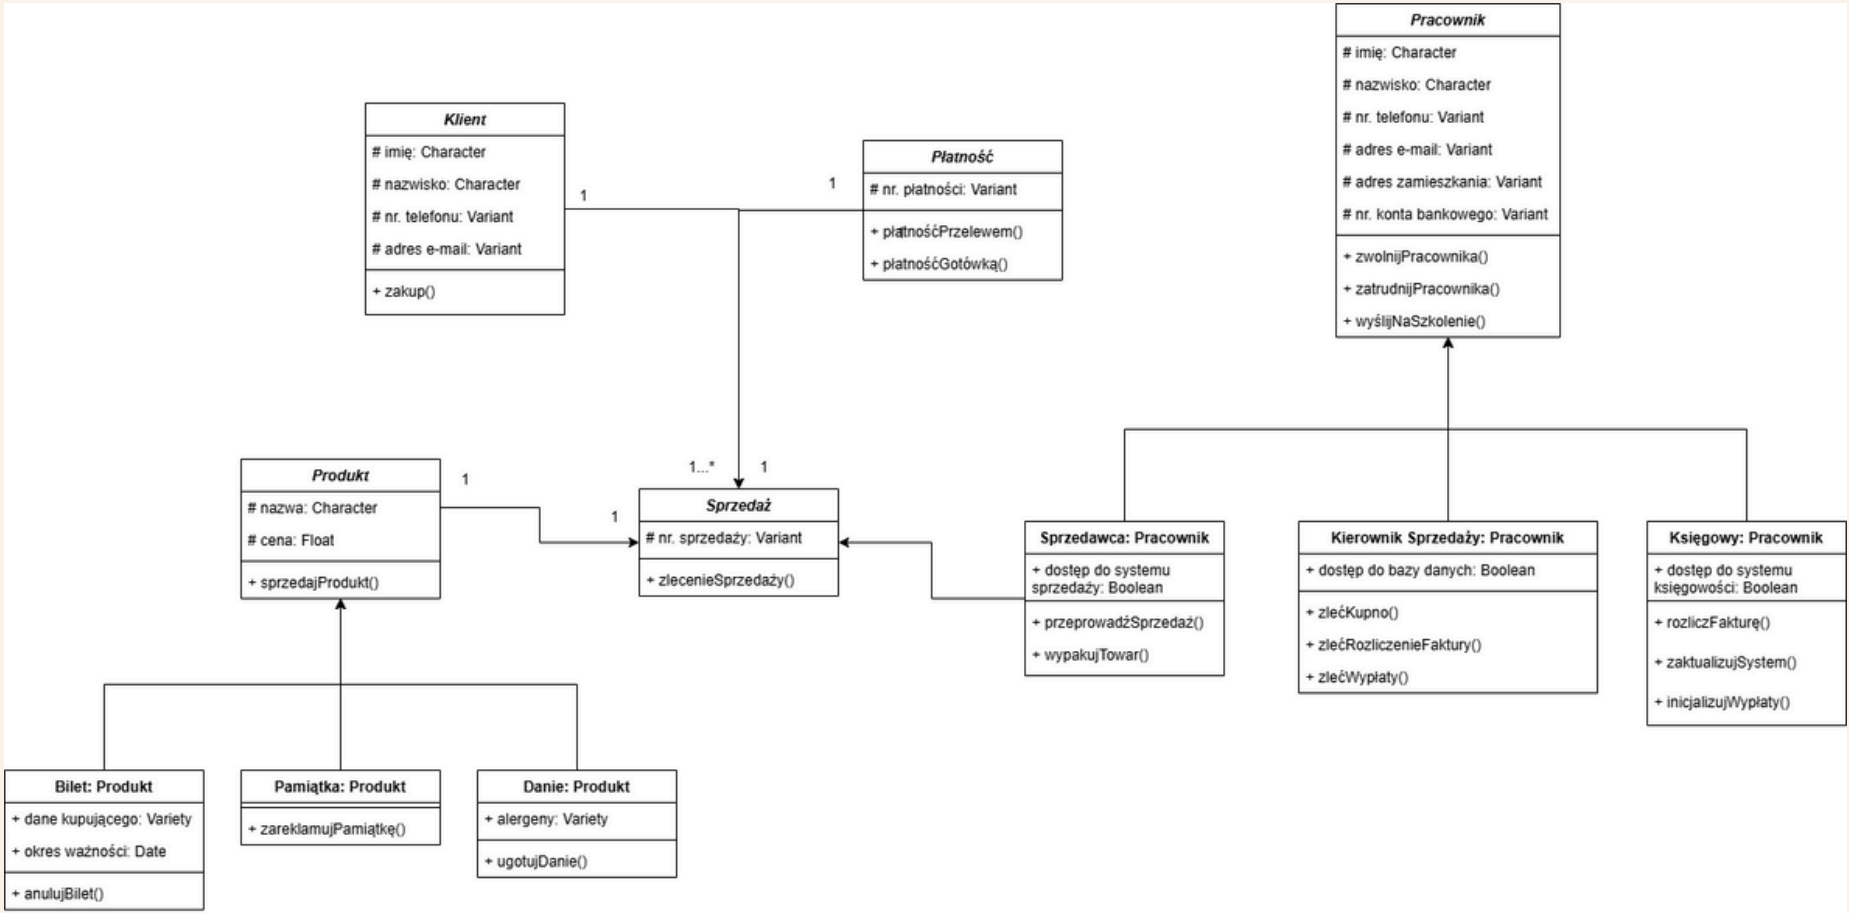 Pracownik
# imię: Character
# nazwisko: Character
# nr. telefonu: Variant
# adres e-mail: Variant
# adres zamieszkania: Variant
# nr. konta bankowego: Variant
+ zwolnijPracownika()
+ zatrudnijPracownika()
+ wyślijNaSzkolenie()
Klient
# imię: Character
# nazwisko: Character
# nr. telefonu: Variant
# adres e-mail: Variant
+ zakup()
1
1
Płatność
# nr. płatności: Variant
+ płatnośćPrzelewem()
+ płatnośćGotówką()
Produkt
# nazwa: Character
# cena: Float
+ sprzedajProdukt()
1
1
1...*
1
Sprzedaż
# nr. sprzedaży: Variant
+ zlecenieSprzedaży()
Sprzedawca: Pracownik
+ dostęp do systemu
sprzedaży: Boolean
+ przeprowadźSprzedaż()
+ wypakujTowar()
Kierownik Sprzedaży: Pracownik
+ dostęp do bazy danych: Boolean
+ zlećKupno()
+ zlećRozliczenieFaktury()
+ zlećWypłaty()
Księgowy: Pracownik
+ dostęp do systemu
księgowości: Boolean
+ rozliczFakturę()
+ zaktualizujSystem()
+ inicjalizujWypłaty()
Bilet: Produkt
+ dane kupującego: Variety
+ okres ważności: Date
+ anulujBilet()
Pamiątka: Produkt
+ zareklamujPamiątkę()
Danie: Produkt
+ alergeny: Variety
+ ugotujDanie()